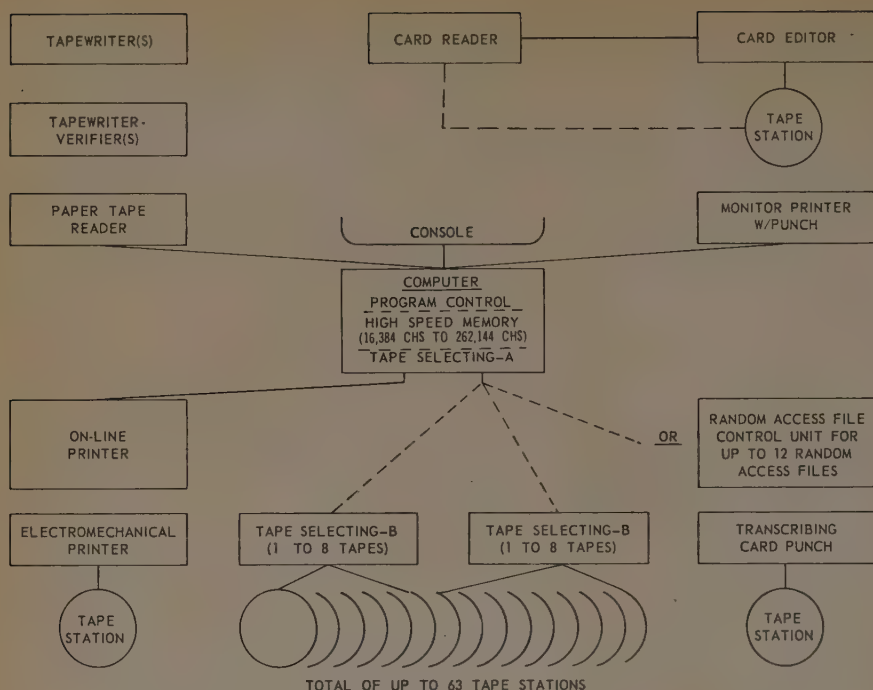 TAPEWRITER(S)
CARD READER
CARD EDITOR
TAPEWRITER-
VERIFIER(S)
TAPE
STATION
PAPER TAPE
READER
CONSOLE
MONITOR PRINTER
W/PUNCH
COMPUTER
PROGRAM CONTROL
HIGH SPEED MEMORY
(16,384 CHS TO 262,144 CHS)
TAPE SELECTING-A
ON-LINE
PRINTER
OR
RANDOM ACCESS FILE
CONTROL UNIT FOR
UP TO 12 RANDOM
ACCESS FILES
ELECTROMECHANICAL
PRINTER
TAPE SELECTING-B
(1 TO 8 TAPES)
TAPE SELECTING-B
(1 TO 8 TAPES)
TRANSCRIBING
CARD PUNCH
TAPE
STATION
TAPE
STATION
TOTAL OF UP TO 63 TAPE STATIONS